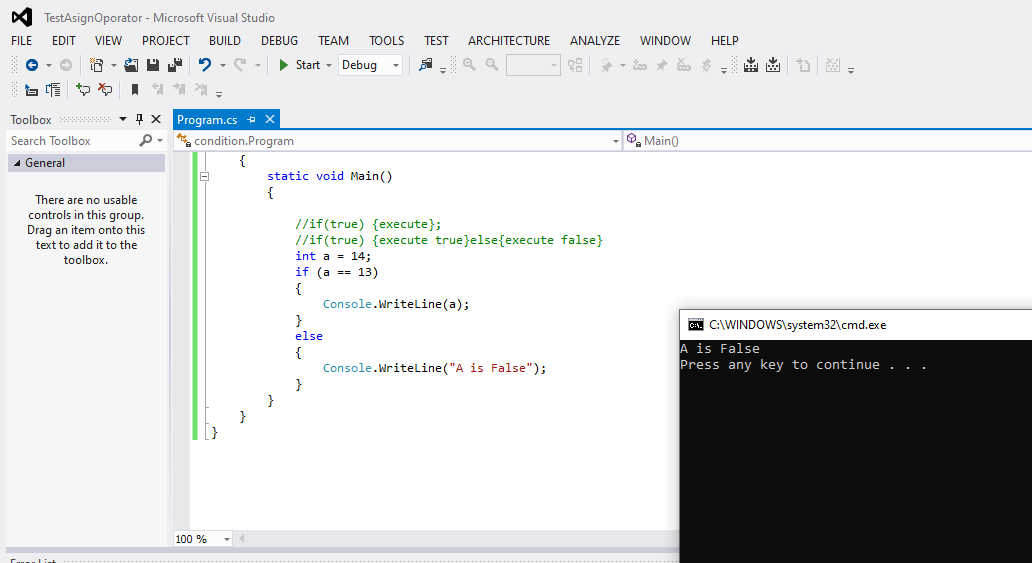 TestAsignOporator - Microsoft Visual Studio
FILE EDIT VIEW PROJECT BUILD DEBUG TEAM TOOLS TEST ARCHITECTURE ANALYZE WINDOW HELP
Start Debug
Toolbox
Search Toolbox
General
There are no usable
controls in this group.
Drag an item onto this
text to add it to the
toolbox.
Program.cs
condition.Program
Main()
{
static void Main()
{
//if(true) {execute};
//if(true) {execute true}else{execute false}
int a = 14;
if (a == 13)
{
Console.WriteLine(a);
}
else
{
Console.WriteLine("A is False");
}
}
}
}
100 %
C:\WINDOWS\system32\cmd.exe
A is False
Press any key to continue . . .